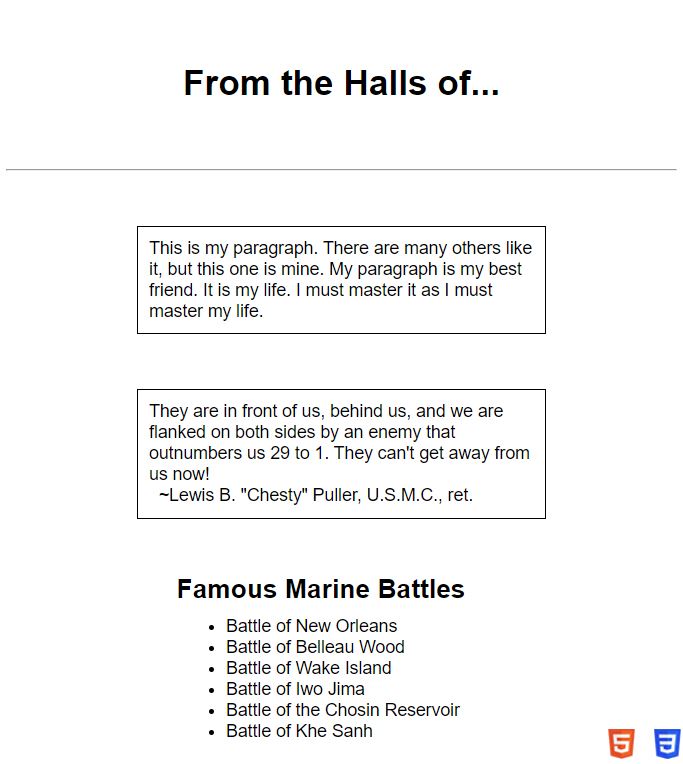 From the Halls of...
This is my paragraph. There are many others like
it, but this one is mine. My paragraph is my best
friend. It is my life. I must master it as I must
master my life.
They are in front of us, behind us, and we are
flanked on both sides by an enemy that
outnumbers us 29 to 1. They can't get away from
us now!
~Lewis B. "Chesty" Puller, U.S.M.C., ret.
Famous Marine Battles
• Battle of New Orleans
• Battle of Belleau Wood
• Battle of Wake Island
• Battle of Iwo Jima
• Battle of the Chosin Reservoir
• Battle of Khe Sanh
5 3